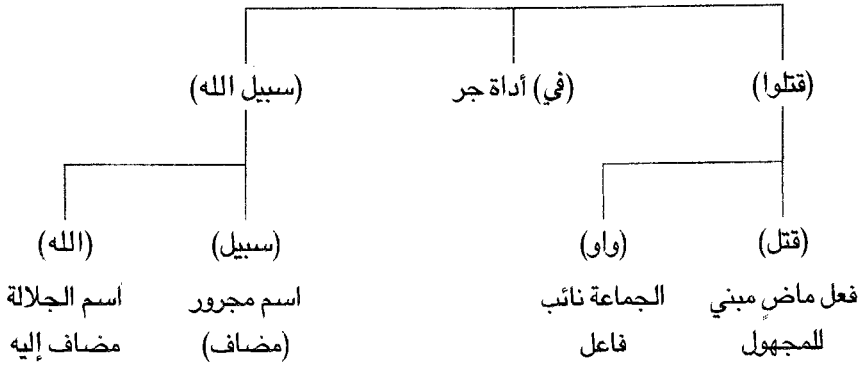 (قتلوا) (في) أداة جر (سبيل الله)
(قتل) (واو) (سبيل) (الله)
فعل ماضٍ مبني الجماعة نائب اسم مجرور اسم الجلالة
للمجهول فاعل (مضاف) مضاف إليه